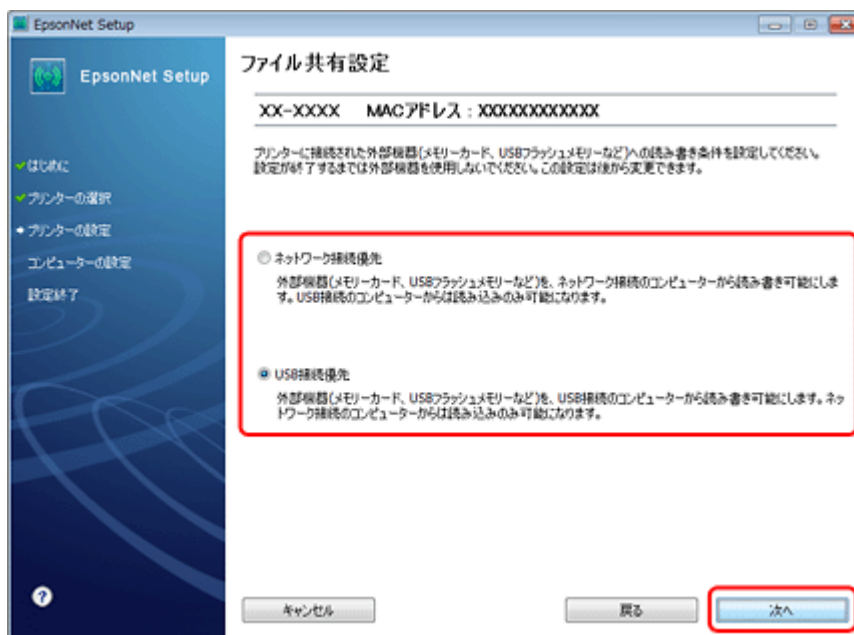 EpsonNet Setup
EpsonNet Setup
はじめに
プリンターの選択
プリンターの設定
コンピューターの設定
設定終了
ファイル共有設定
XX-XXXX MACアドレス：XXXXXXXXXXXX
プリンターに接続された外部機器(メモリーカード、USBフラッシュメモリーなど)への読み書き条件を設定してください。
設定が終了するまでは外部機器を使用しないでください。この設定は後から変更できます。
ネットワーク接続優先
外部機器(メモリーカード、USBフラッシュメモリーなど)を、ネットワーク接続のコンピューターから読み書き可能にしま
す。USB接続のコンピューターからは読み込みのみ可能になります。
USB接続優先
外部機器(メモリーカード、USBフラッシュメモリーなど)を、USB接続のコンピューターから読み書き可能にします。ネッ
トワーク接続のコンピューターからは読み込みのみ可能になります。
?
キャンセル
戻る
次へ